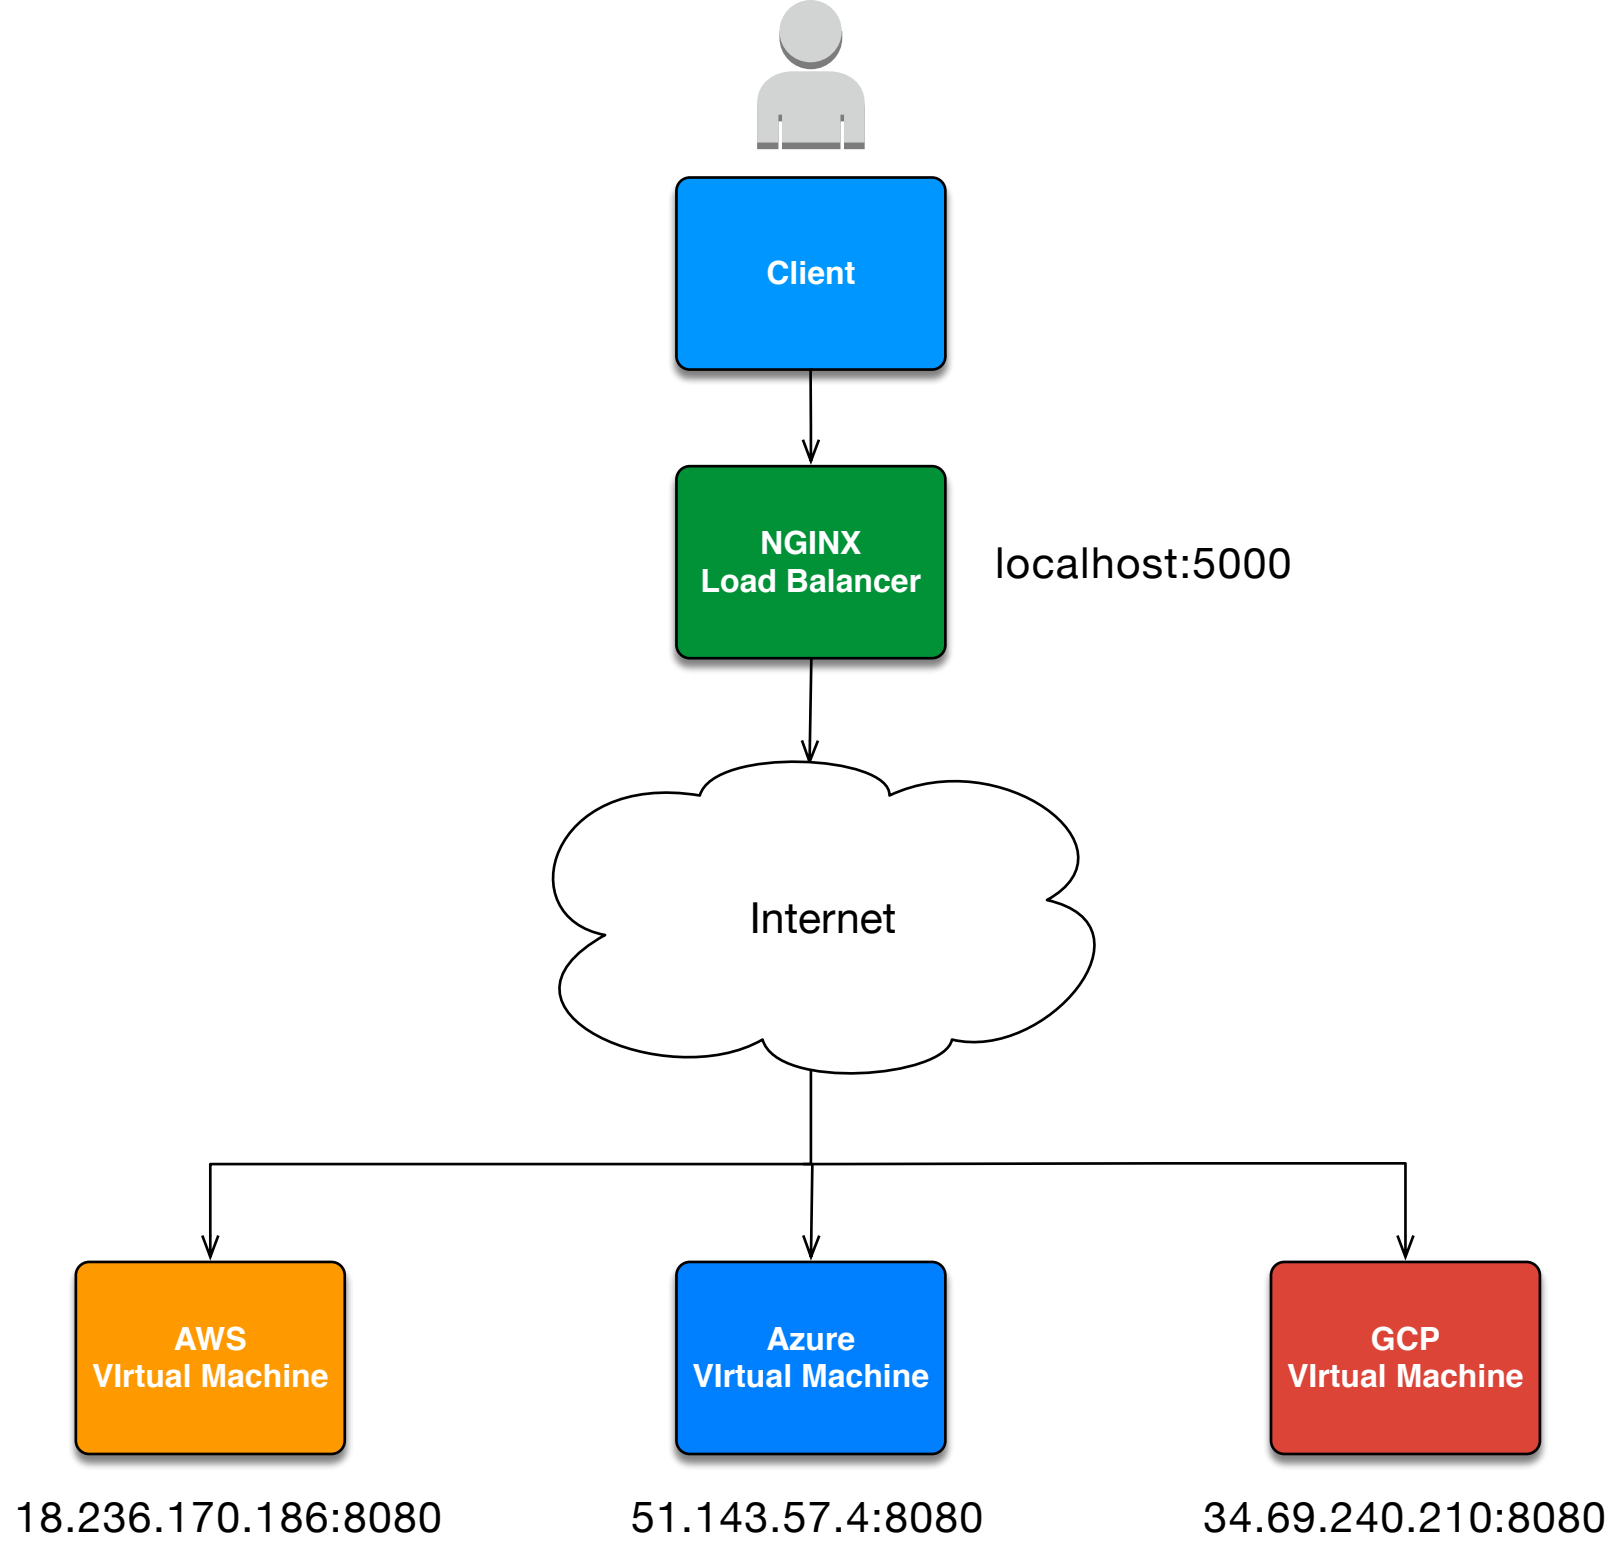 Client
NGINX
Load Balancer
localhost:5000
Internet
AWS
VIrtual Machine
Azure
VIrtual Machine
GCP
VIrtual Machine
18.236.170.186:8080
51.143.57.4:8080
34.69.240.210:8080